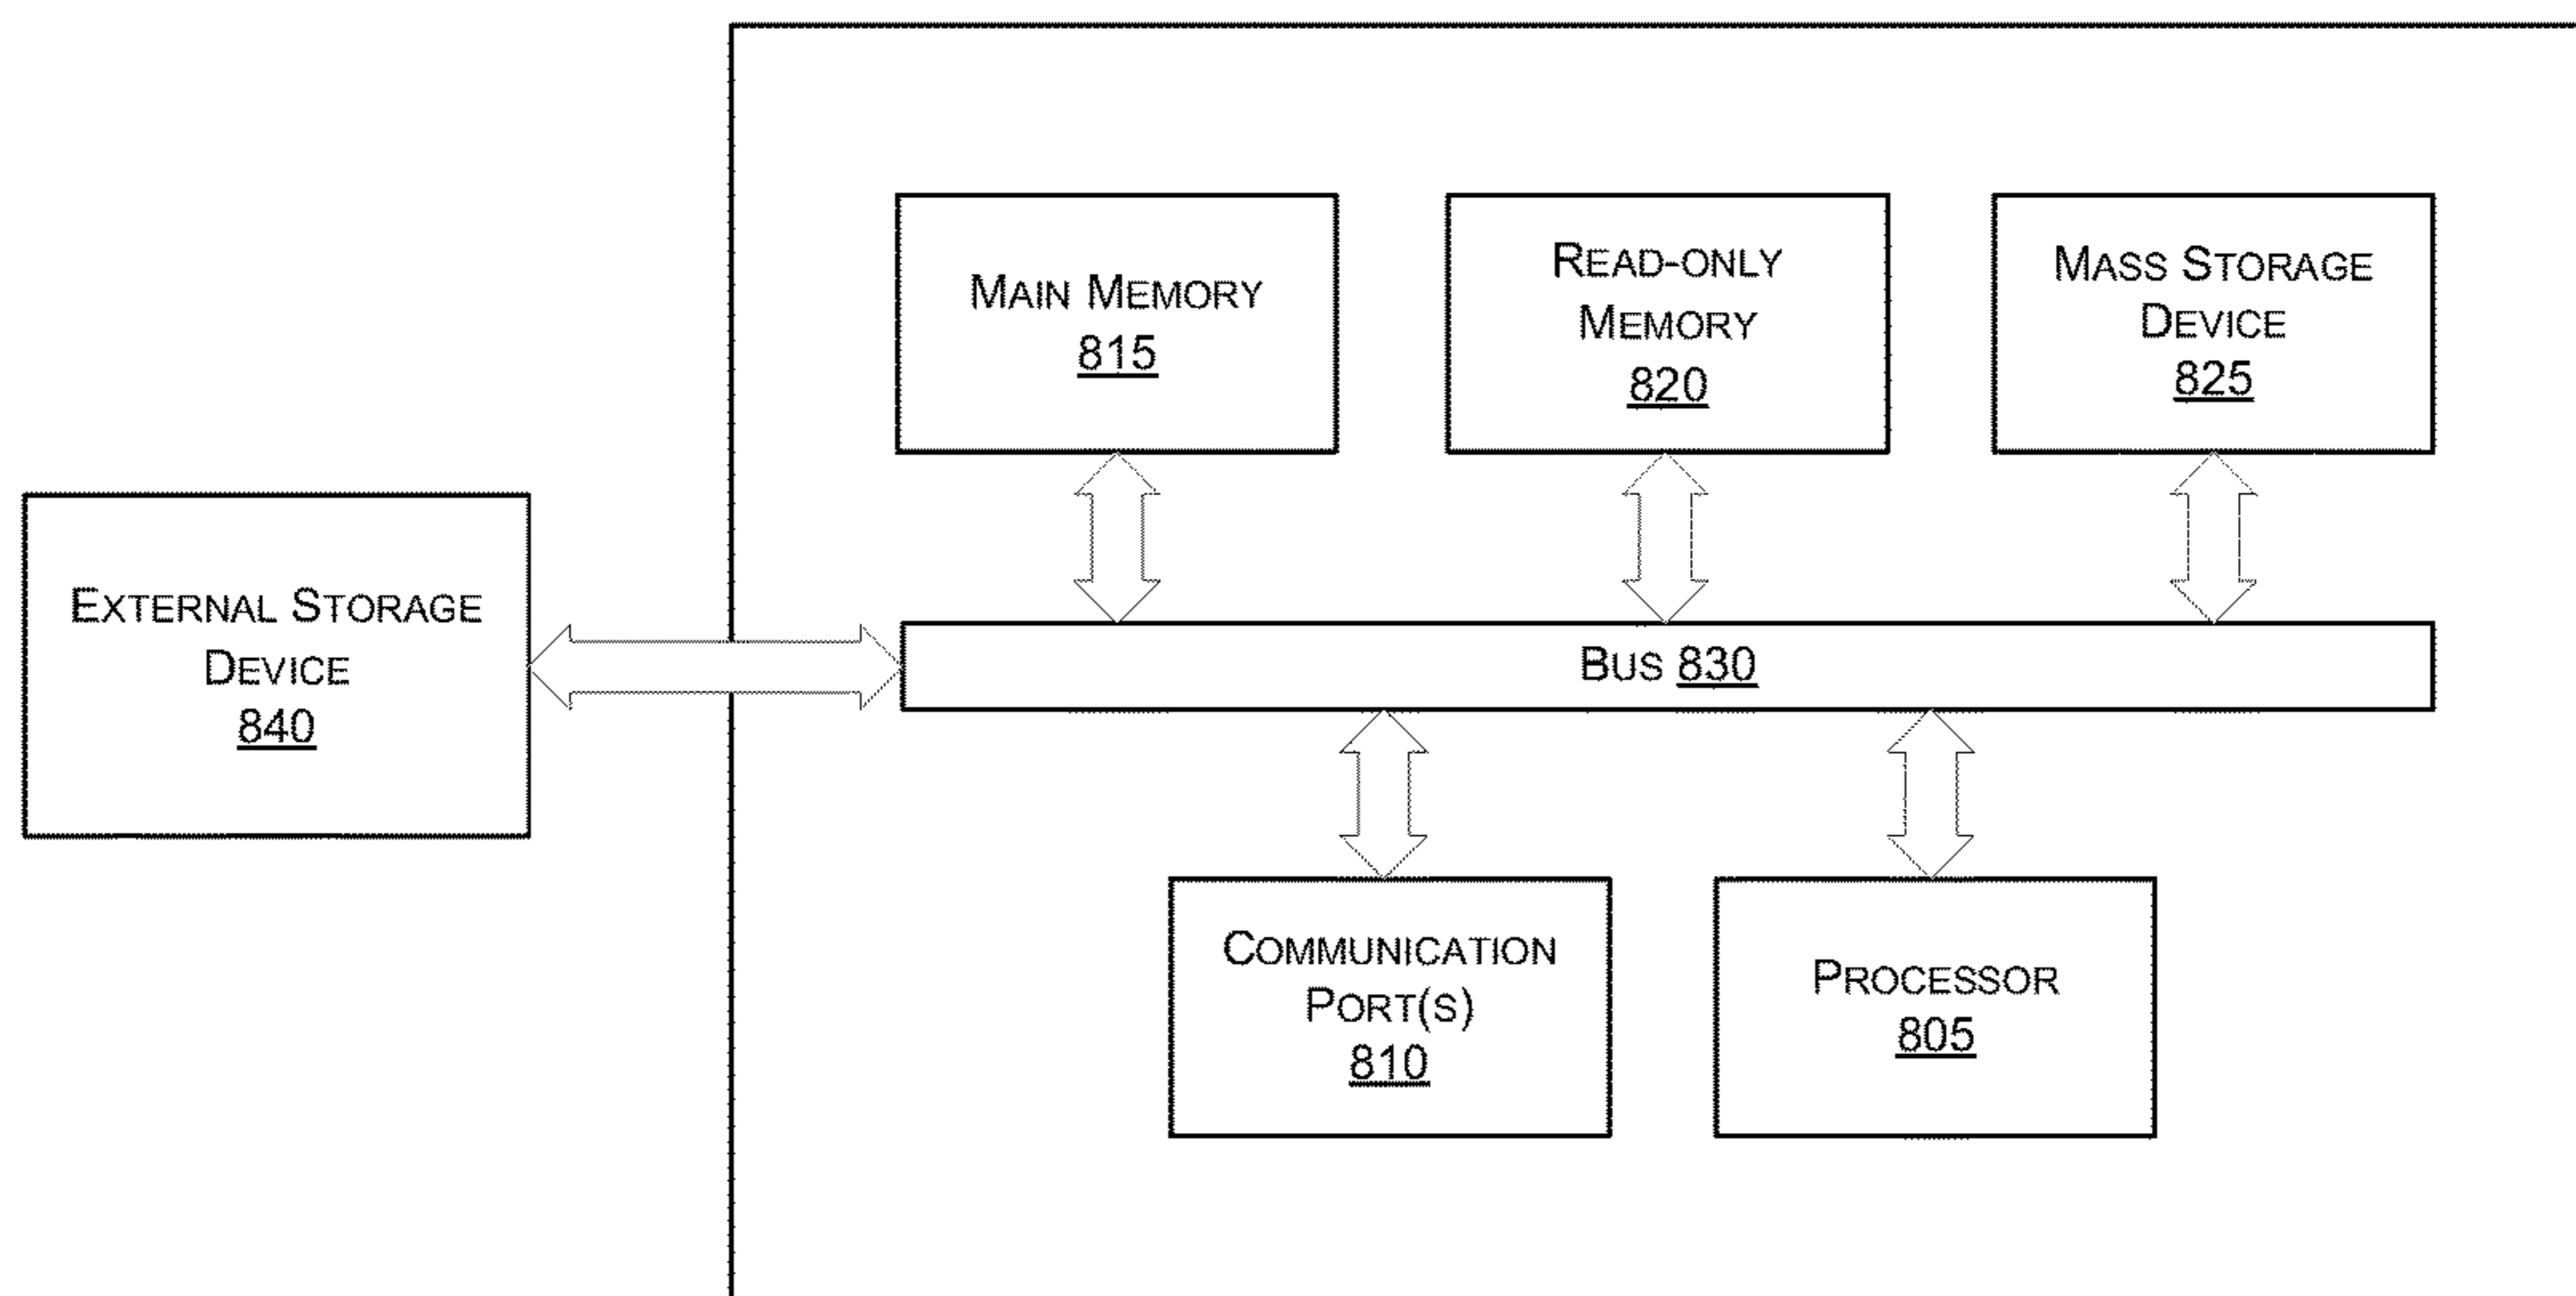 MAIN MEMORY
815
READ-ONLY
MEMORY
820
MASS STORAGE
DEVICE
825
EXTERNAL STORAGE
DEVICE
840
BUS 830
COMMUNICATION
PORT(S)
810
PROCESSOR
805